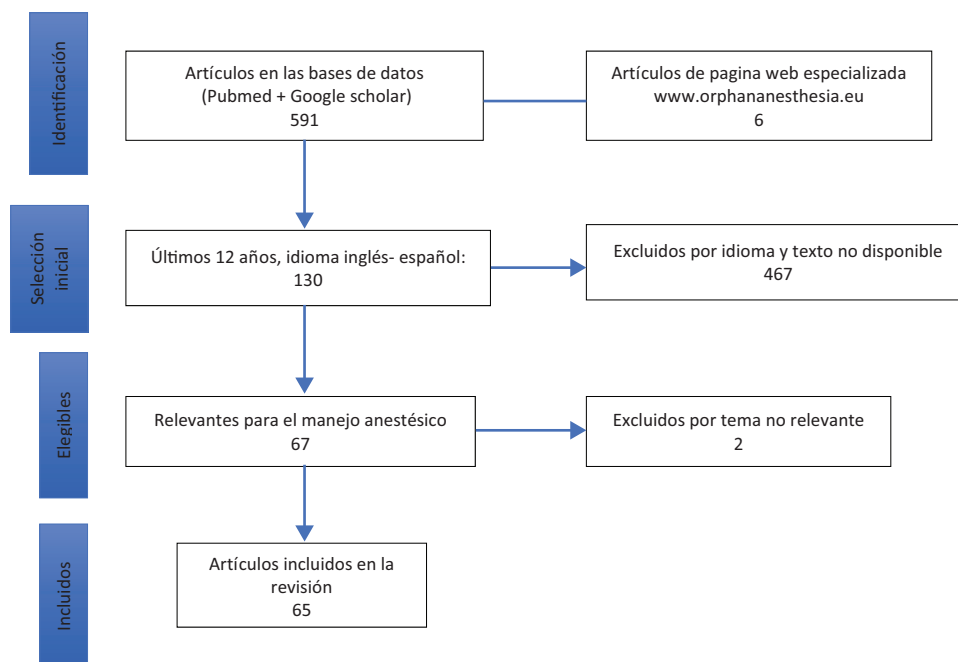 Identificación
Artículos en las bases de datos
(Pubmed + Google scholar)
591
Artículos de pagina web especializada
www.orphananesthesia.eu
6
Selección
inicial
Últimos 12 años, idioma inglés- español:
130
Excluidos por idioma y texto no disponible
467
Elegibles
Relevantes para el manejo anestésico
67
Excluidos por tema no relevante
2
Incluidos
Artículos incluidos en la
revisión
65